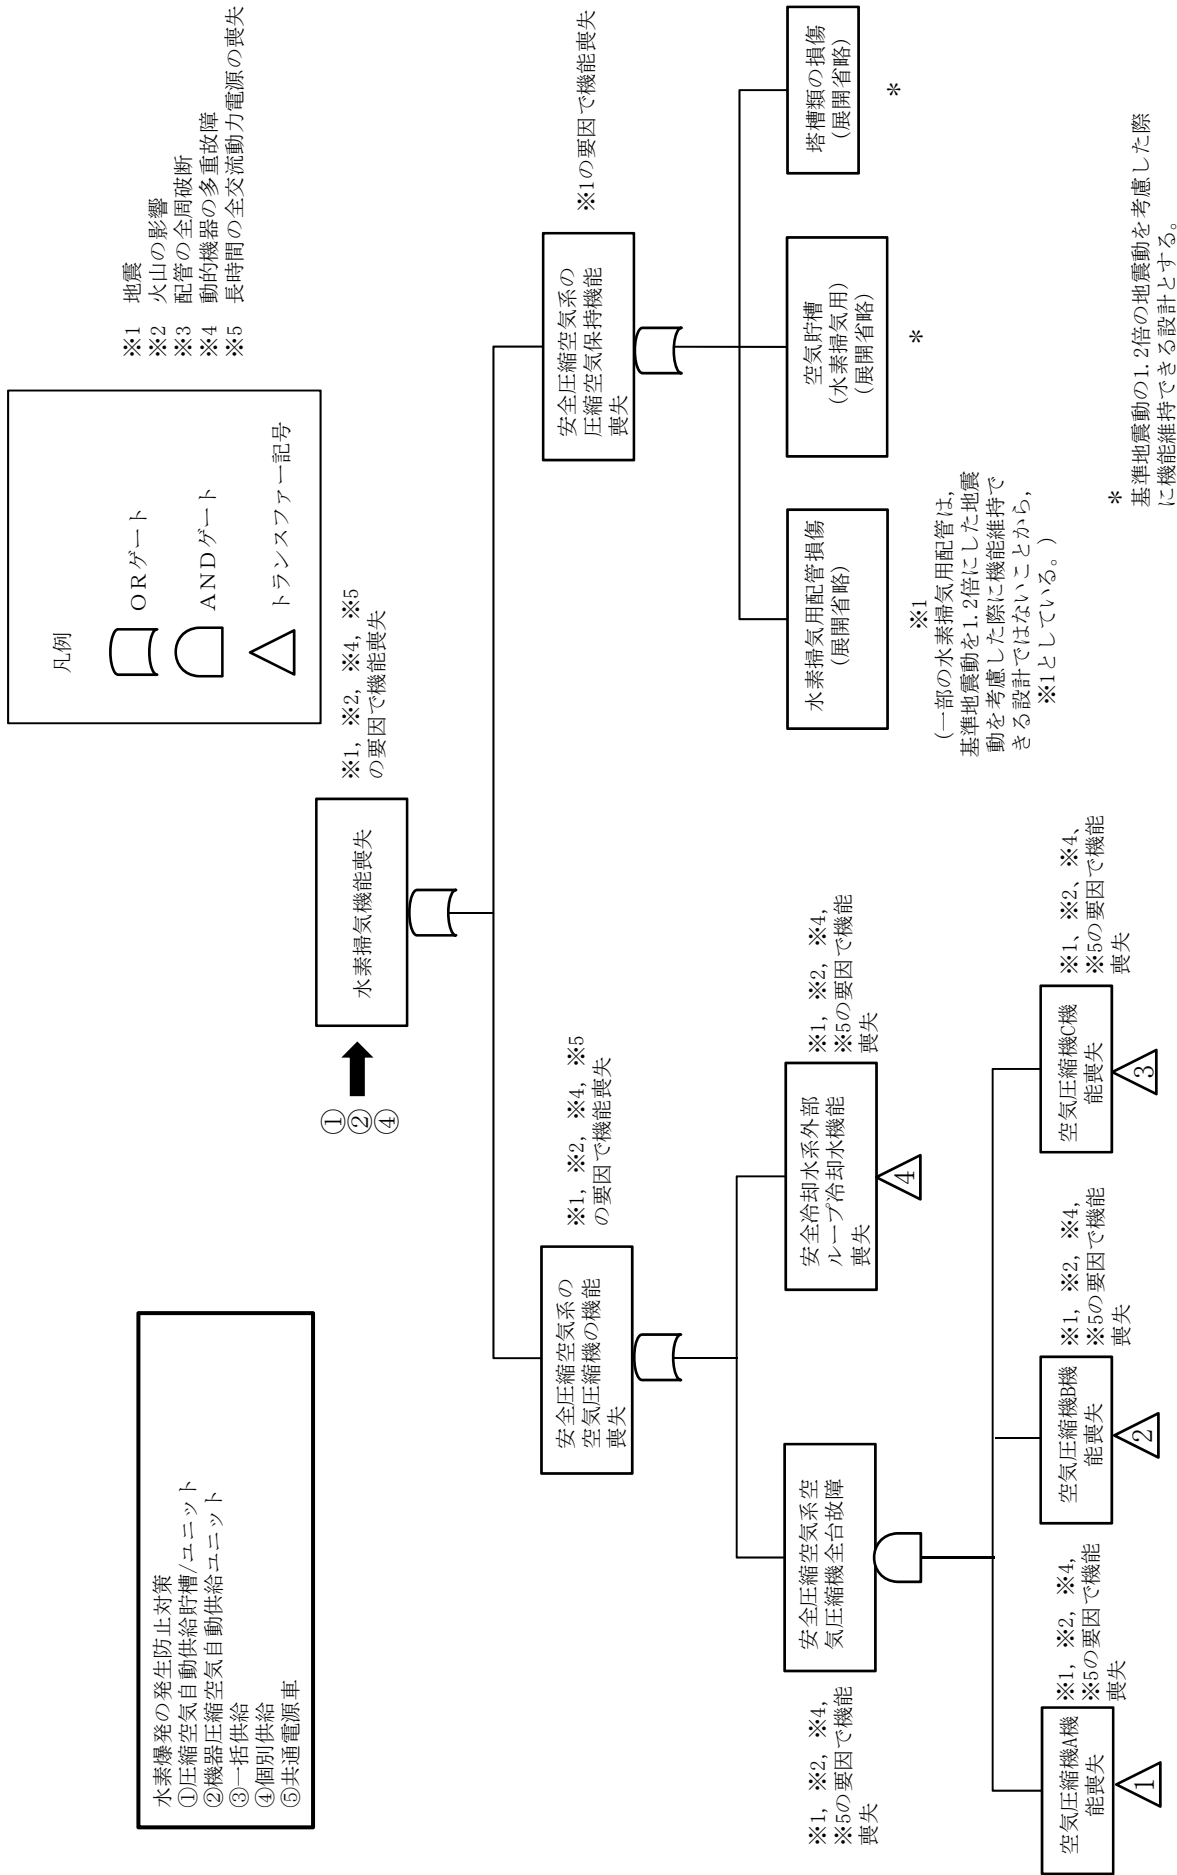 水素爆発の発生防止対策
①圧縮空気自動供給貯槽/ユニット
②機器圧縮空気自動供給ユニット
③一括供給
④個別供給
⑤共通電源車
凡例
ORゲート
ANDゲート
トランスファー記号
※1 地震
※2 火山の影響
※3 配管の全周破断
※4 動的機器の多重故障
※5 長時間の全交流動力電源の喪失
①
②
④
水素掃気機能喪失
※1, ※2, ※4, ※5
の要因で機能喪失
安全圧縮空気系の
空気圧縮機の機能
喪失
※1, ※2, ※4, ※5
の要因で機能喪失
安全圧縮空気系の
圧縮空気保持機能
喪失
※1の要因で機能喪失
※1, ※2, ※4,
※5の要因で機能
喪失
安全圧縮空気系空
気圧縮機全台故障
安全冷却水系外部
ループ冷却水機能
喪失
4
※1, ※2, ※4,
※5の要因で機能
喪失
水素掃気用配管損傷
(展開省略)
※1
(一部の水素掃気用配管は,
基準地震動を1.2倍にした地震
動を考慮した際に機能維持で
きる設計ではないことから,
※1としている。)
空気貯槽
(水素掃気用)
(展開省略)
*
塔槽類の損傷
(展開省略)
*
空気圧縮機A機
能喪失
1
※1, ※2, ※4,
※5の要因で機能
喪失
空気圧縮機B機
能喪失
2
※1, ※2, ※4,
※5の要因で機能
喪失
空気圧縮機C機
能喪失
3
※1、※2、※4、
※5の要因で機能
喪失
*
基準地震動の1.2倍の地震動を考慮した際
に機能維持できる設計とする。